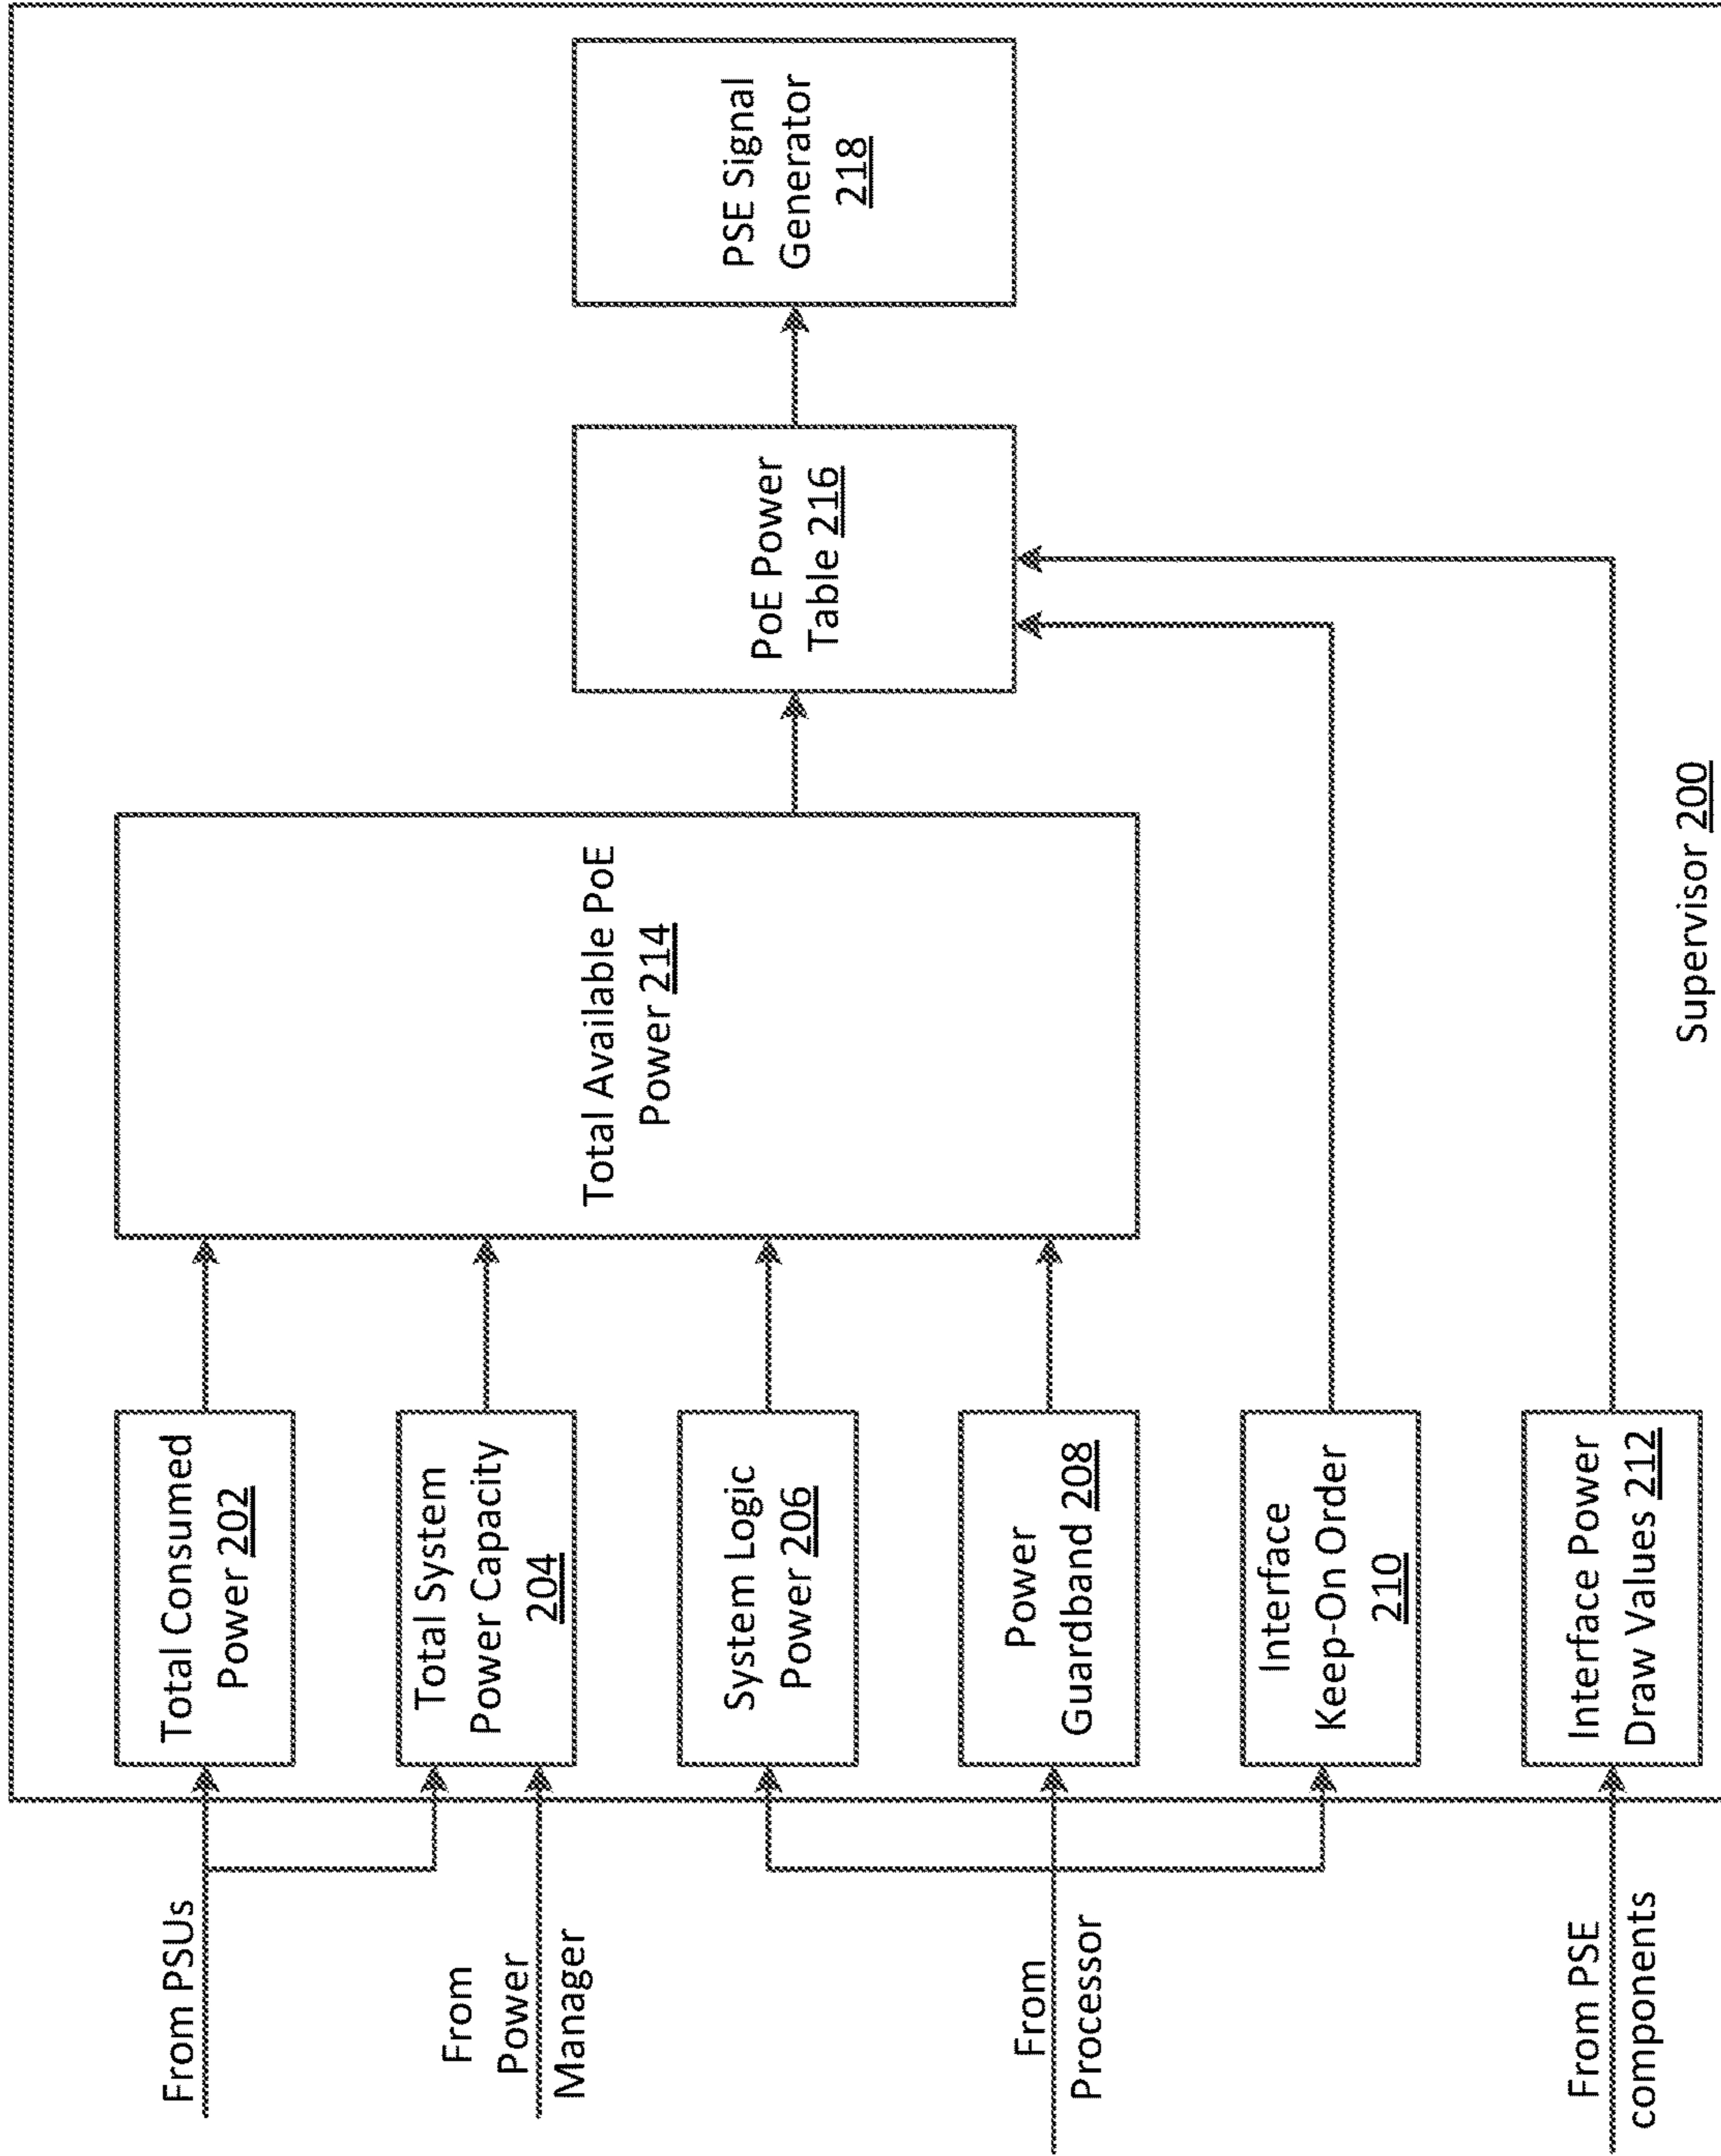 From PSUs
From
Power
Manager
From
Processor
From PSE
components
Total Consumed
Power 202
Total System
Power Capacity
204
System Logic
Power 206
Power
Guardband 208
Interface
Keep-On Order
210
Interface Power
Draw Values 212
Total Available PoE
Power 214
PoE Power
Table 216
PSE Signal
Generator
218
Supervisor 200